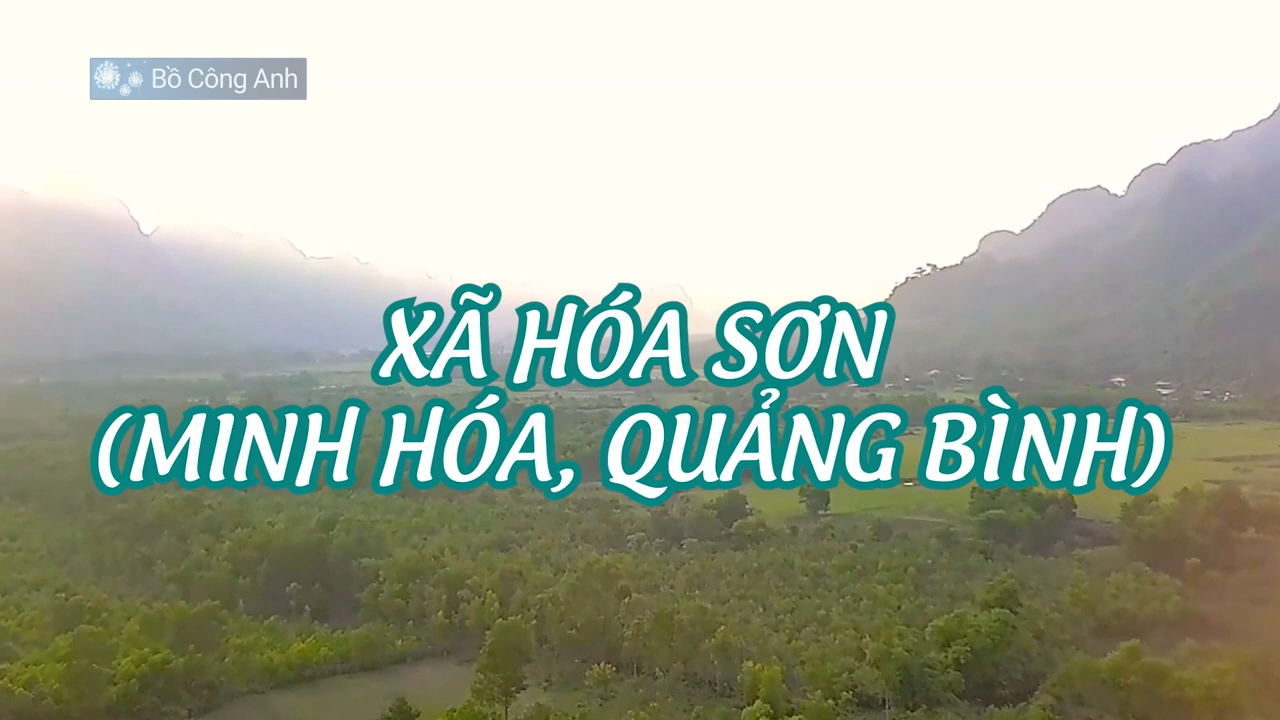 Bồ Công Anh
XÃ HÓA SƠN
(MINH HÓA, QUẢNG BÌNH)